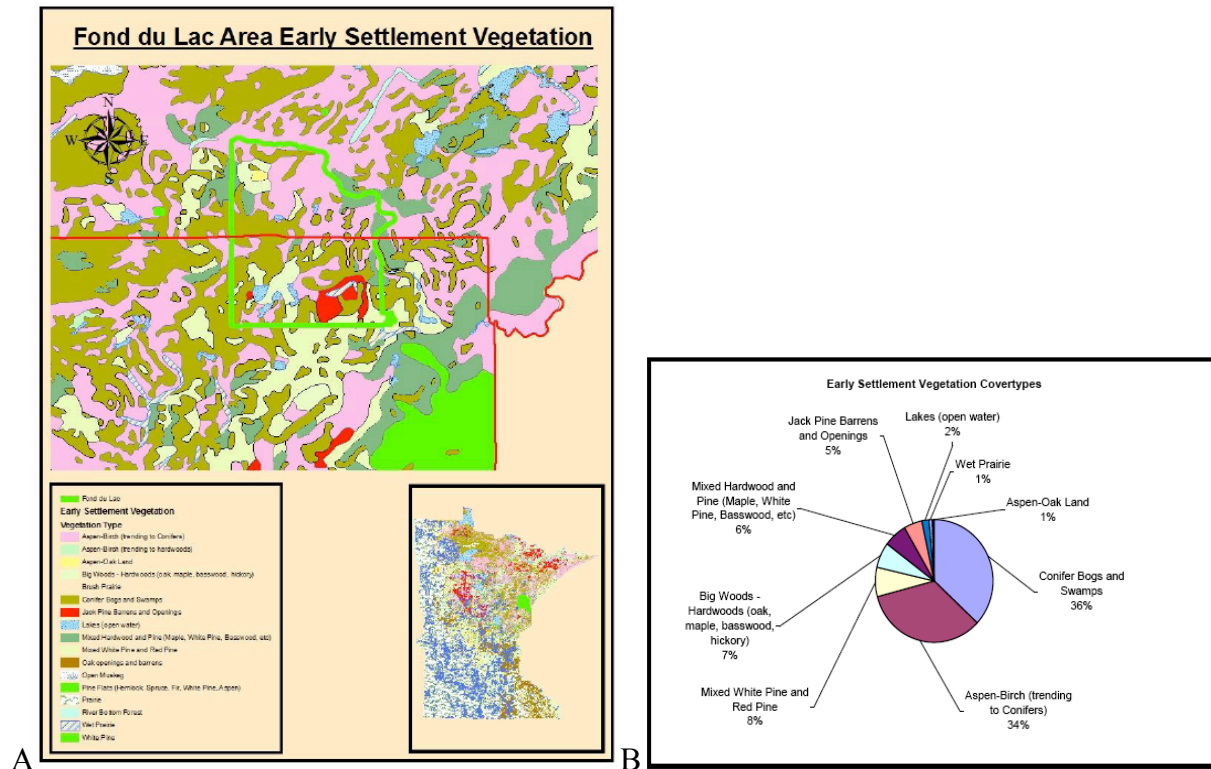 Fond du Lac Area Early Settlement Vegetation
N
W
E
S
Fond du Lac
Early Settlement Vegetation
Vegetation Type
Aspen-Birch (trending to Conifers)
Aspen-Birch (trending to hardwoods)
Aspen-Oak Land
Big Woods - Hardwoods (oak, maple, basswood, hickory)
Brush Prairie
Conifer Bogs and Swamps
Jack Pine Barrens and Openings
Lakes (open water)
Mixed Hardwood and Pine (Maple, White Pine, Basswood, etc)
Mixed White Pine and Red Pine
Oak openings and barrens
Open Muskeg
Pine Flats (Hemlock, Spruce, Fir, White Pine, Aspen)
Prairie
River Bottom Forest
Wet Prairie
White Pine
A
Early Settlement Vegetation Covertypes
Jack Pine Barrens
and Openings
5%
Lakes (open water)
2%
Wet Prairie
1%
Aspen-Oak Land
1%
Mixed Hardwood and
Pine (Maple, White
Pine, Basswood, etc)
6%
Conifer Bogs and
Swamps
36%
Big Woods -
Hardwoods (oak,
maple, basswood,
hickory)
7%
Mixed White Pine and
Red Pine
8%
Aspen-Birch (trending
to Conifers)
34%
B